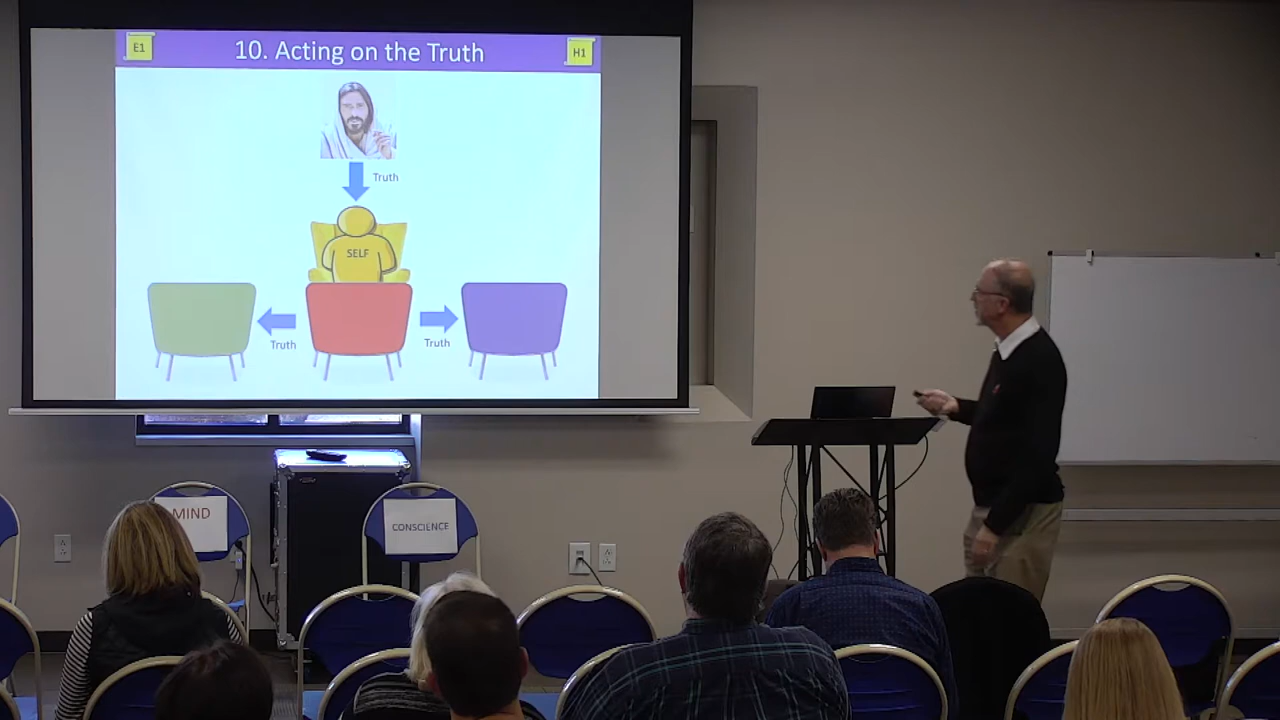 E1
10. Acting on the Truth
H1
Truth
SELF
Truth
Truth
MIND
CONSCIENCE